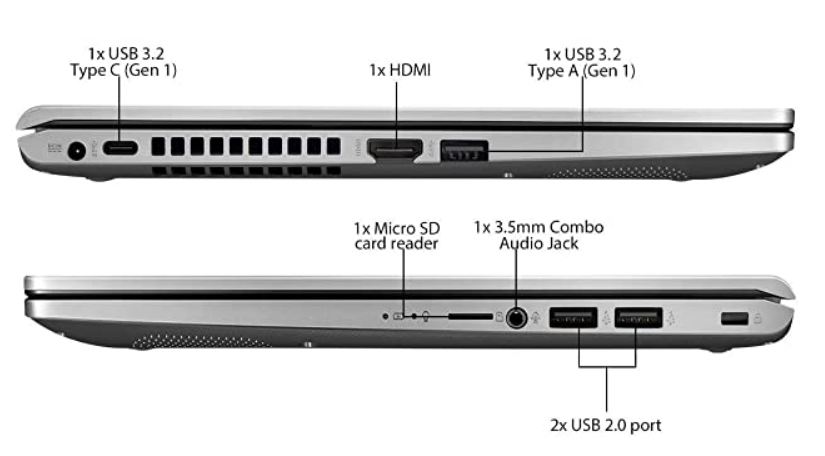 1x USB 3.2
Type C (Gen 1)
1x HDMI
1x USB 3.2
Type A (Gen 1)
1x Micro SD
card reader
1x 3.5mm Combo
Audio Jack
2x USB 2.0 port